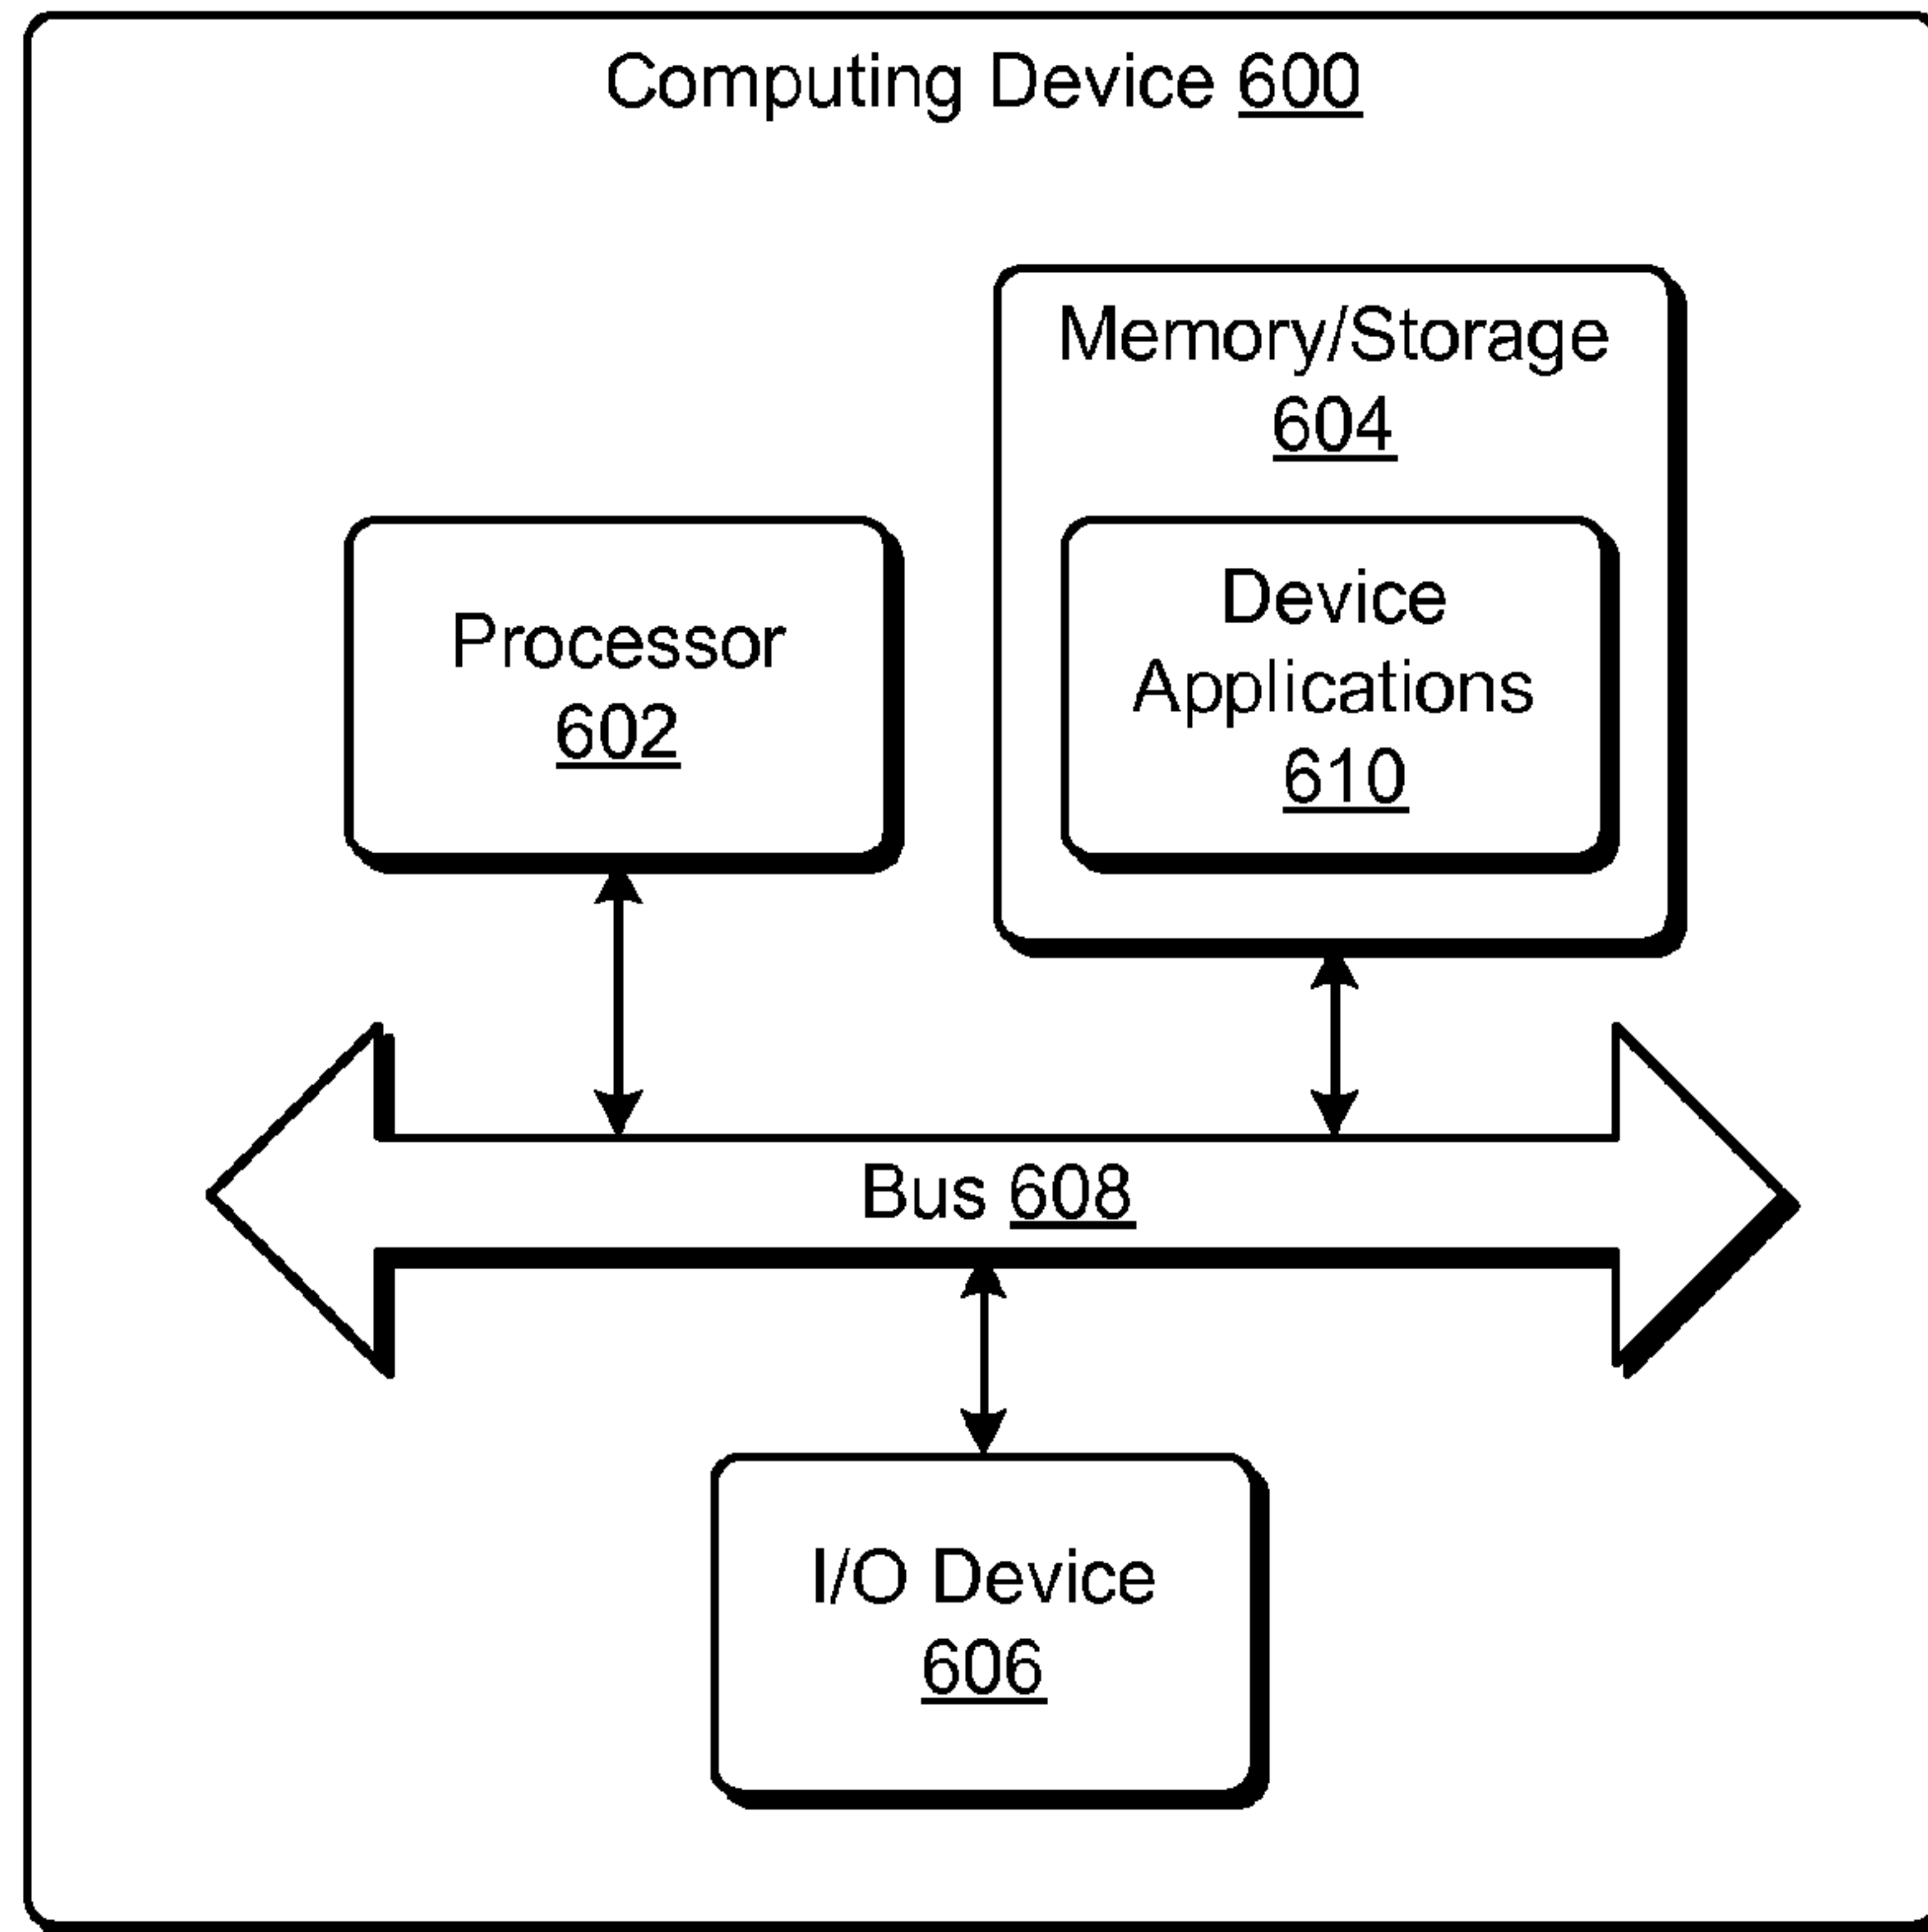 Computing Device 600
Memory/Storage
604
Processor
602
Device
Applications
610
Bus 608
I/O Device
606